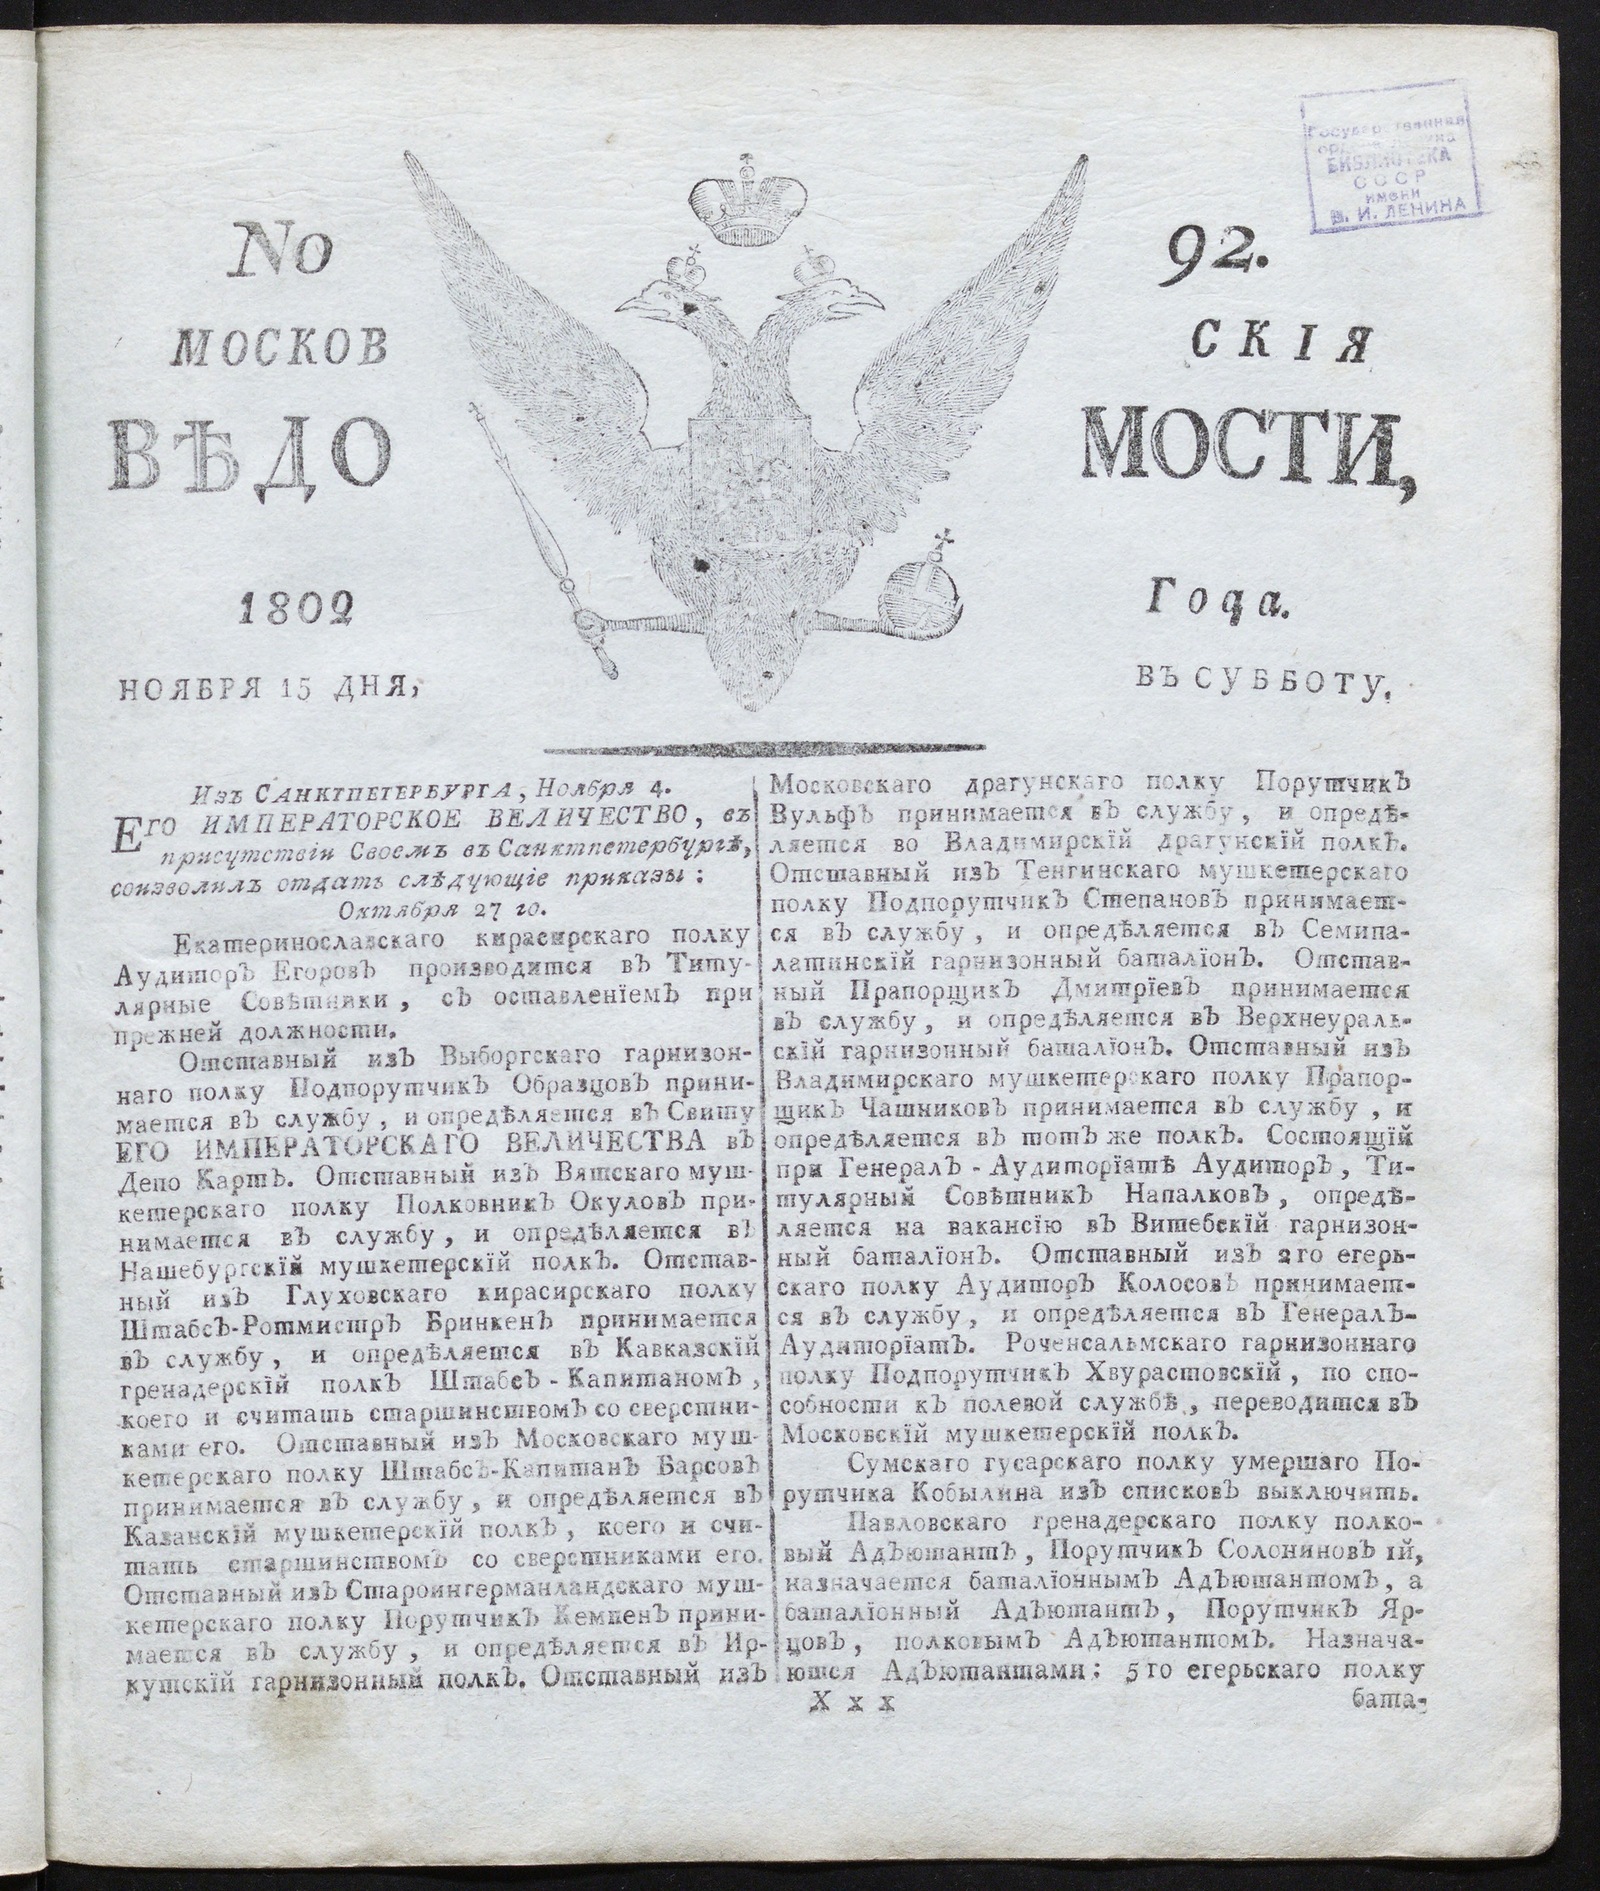 No 92.
МОСКОВ СКІЯ
ВѢДО МОСТИ,
1802 Года.
НОЯБРЯ 15 ДНЯ, ВЪ СУББОТУ.
БИБЛИОТЕКА
СССР
имени
В. И. ЛЕНИНА
Изъ САНКТПЕТЕРБУРГА, Ноября 4.
ЕГО ИМПЕРАТОРСКОЕ ВЕЛИЧЕСТВО, въ
присутствіи Своемъ въ Санктпетербургѣ,
соизволилъ отдать слѣдующіе приказы:
Октября 27 го.
Екатеринославскаго кирасирскаго полку
Аудиторъ Егоровъ производится въ Титу-
лярные Совѣтники, съ оставленіемъ при
прежней должности.
Отставный изъ Выборгскаго гарнизон-
наго полку Подпорутчикъ Образцовъ прини-
мается въ службу, и опредѣляется въ Свиту
ЕГО ИМПЕРАТОРСКАГО ВЕЛИЧЕСТВА въ
Депо Картъ. Отставный изъ Вятскаго муш-
кетерскаго полку Полковникъ Окуловъ при-
нимается въ службу, и опредѣляется въ
Нашебургскій мушкетерскій полкъ. Отстав-
ный изъ Глуховскаго кирасирскаго полку
Штабсъ-Ротмистръ Бринкенъ принимается
въ службу, и опредѣляется въ Кавказскій
гренадерскій полкъ Штабсъ-Капитаномъ,
коего и считать старшинствомъ со сверстни-
ками его. Отставный изъ Московскаго муш-
кетерскаго полку Штабсъ-Капитанъ Барсовъ
принимается въ службу, и опредѣляется въ
Казанскій мушкетерскій полкъ, коего и счи-
тать старшинствомъ со сверстниками его.
Отставный изъ Староингерманландскаго муш-
кетерскаго полку Порутчикъ Кемпенъ прини-
мается въ службу, и опредѣляется въ Ир-
кутскій гарнизонный полкъ. Отставный изъ
Московскаго драгунскаго полку Порутчикъ
Вульфъ принимается въ службу, и опредѣ-
ляется во Владимирскій драгунскій полкъ.
Отставный изъ Тенгинскаго мушкетерскаго
полку Подпорутчикъ Степановъ принимает-
ся въ службу, и опредѣляется въ Семипа-
латинскій гарнизонный баталіонъ. Отстав-
ный Прапорщикъ Дмитріевъ принимается
въ службу, и опредѣляется въ Верхнеураль-
скій гарнизонный баталіонъ. Отставный изъ
Владимирскаго мушкетерскаго полку Прапор-
щикъ Чашниковъ принимается въ службу, и
опредѣляется въ тотъ же полкъ. Состоящій
при Генералъ-Аудиторіатѣ Аудиторъ, Ти-
тулярный Совѣтникъ Напалковъ, опредѣ-
ляется на вакансію въ Витебскій гарнизон-
ный баталіонъ. Отставный изъ 2го егерь-
скаго полку Аудиторъ Колосовъ принимает-
ся въ службу, и опредѣляется въ Генералъ-
Аудиторіатъ. Роченсальмскаго гарнизоннаго
полку Подпорутчикъ Хвурастовскій, по спо-
собности къ полевой службѣ, переводится въ
Московскій мушкетерскій полкъ.
Сумскаго гусарскаго полку умершаго По-
рутчика Кобылина изъ списковъ выключить.
Павловскаго гренадерскаго полку полко-
вый Адъютантъ, Порутчикъ Солониновъ 1й,
назначается баталіоннымъ Адъютантомъ, а
баталіонный Адъютантъ, Порутчикъ Яр-
цовъ, полковымъ Адъютантомъ. Назнача-
ются Адъютантами: 5го егерьскаго полку
Х х х бата-